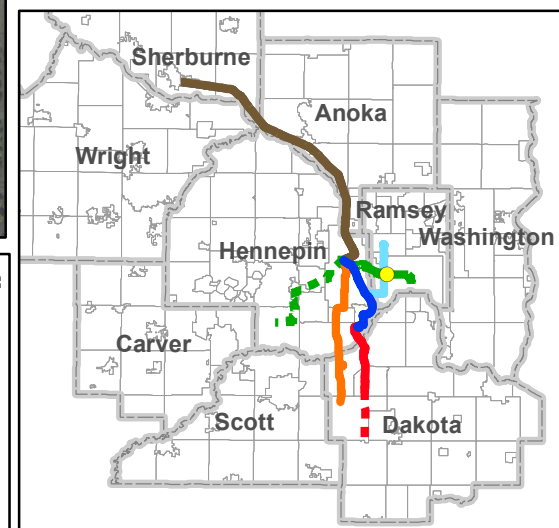 Sherburne
Anoka
Wright
Ramsey
Hennepin
Washington
Carver
Scott
Dakota